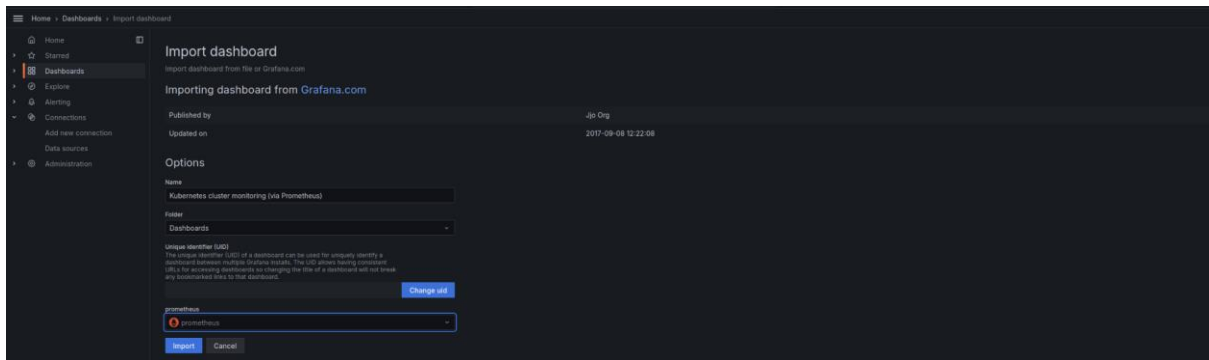 Home › Dashboards › Import dashboard
Home
Starred
Dashboards
Explore
Alerting
Connections
Add new connection
Data sources
Administration
Import dashboard
Import dashboard from file or Grafana.com
Importing dashboard from Grafana.com
Published by Jjo Org
Updated on 2017-09-08 12:22:08
Options
Name
Kubernetes cluster monitoring (via Prometheus)
Folder
Dashboards
Unique identifier (UID)
The unique identifier (UID) of a dashboard can be used for uniquely identify a
dashboard between multiple Grafana installs. The UID allows having consistent
URLs for accessing dashboards so changing the title of a dashboard will not break
any bookmarked links to that dashboard.
Change uid
prometheus
prometheus
Import Cancel